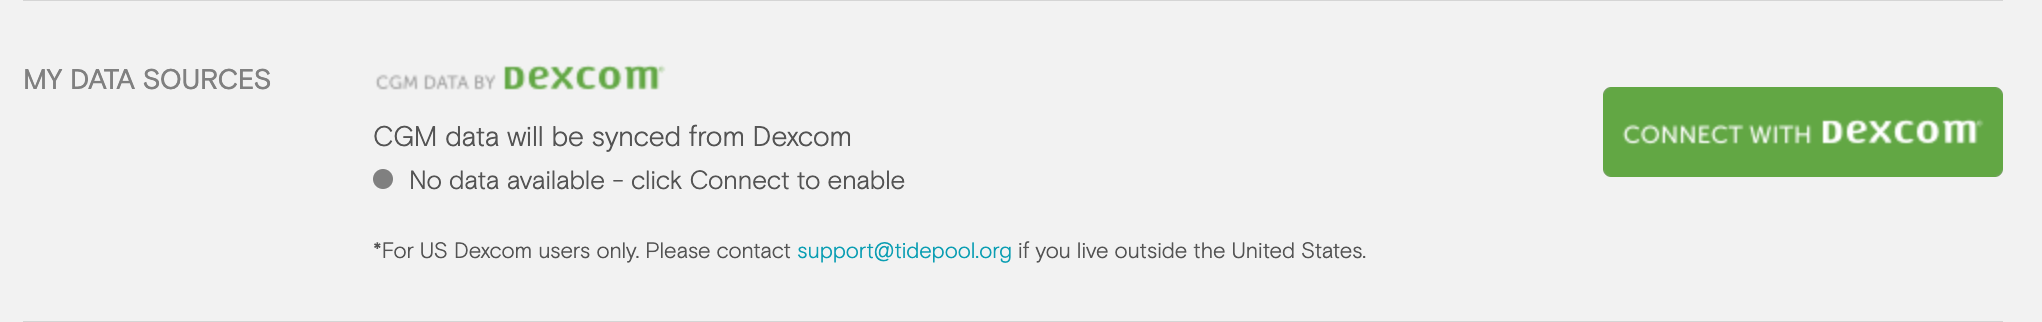 MY DATA SOURCES
CGM DATA BY Dexcom
CGM data will be synced from Dexcom
No data available - click Connect to enable
CONNECT WITH Dexcom
*For US Dexcom users only. Please contact support@tidepool.org if you live outside the United States.